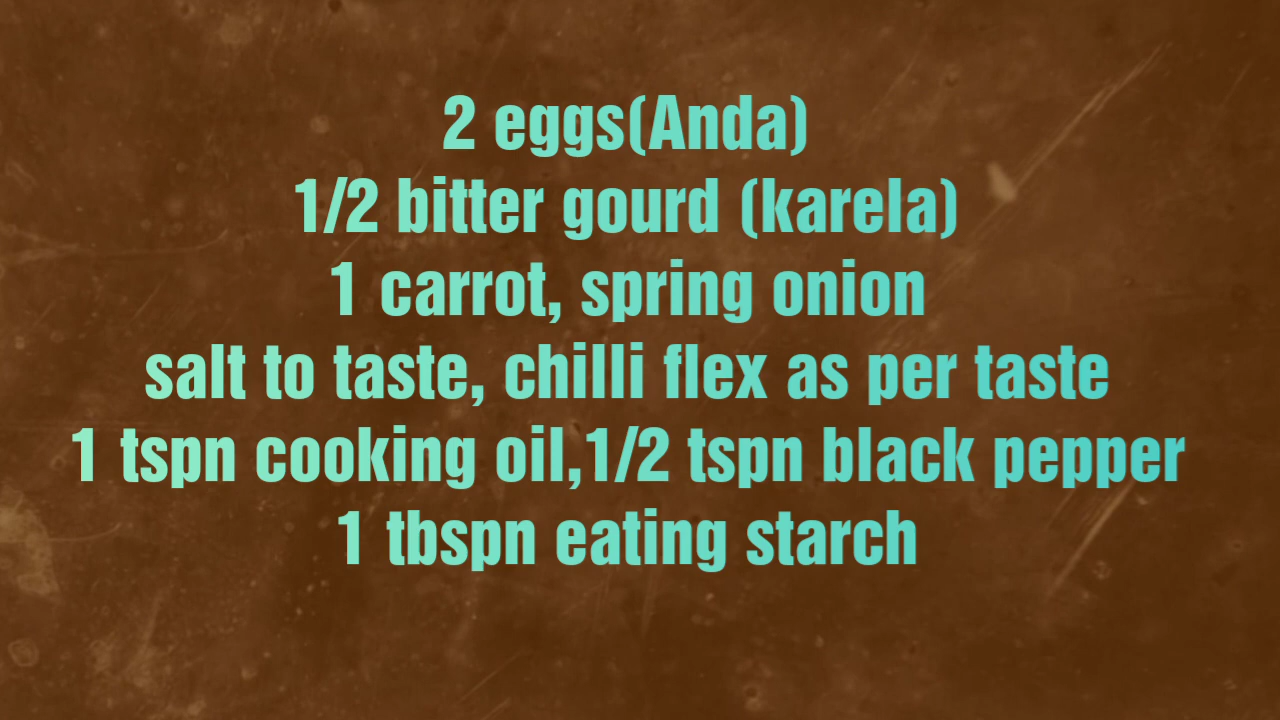 2 eggs(Anda)
1/2 bitter gourd (karela)
1 carrot, spring onion
salt to taste, chilli flex as per taste
1 tspn cooking oil,1/2 tspn black pepper
1 tbspn eating starch